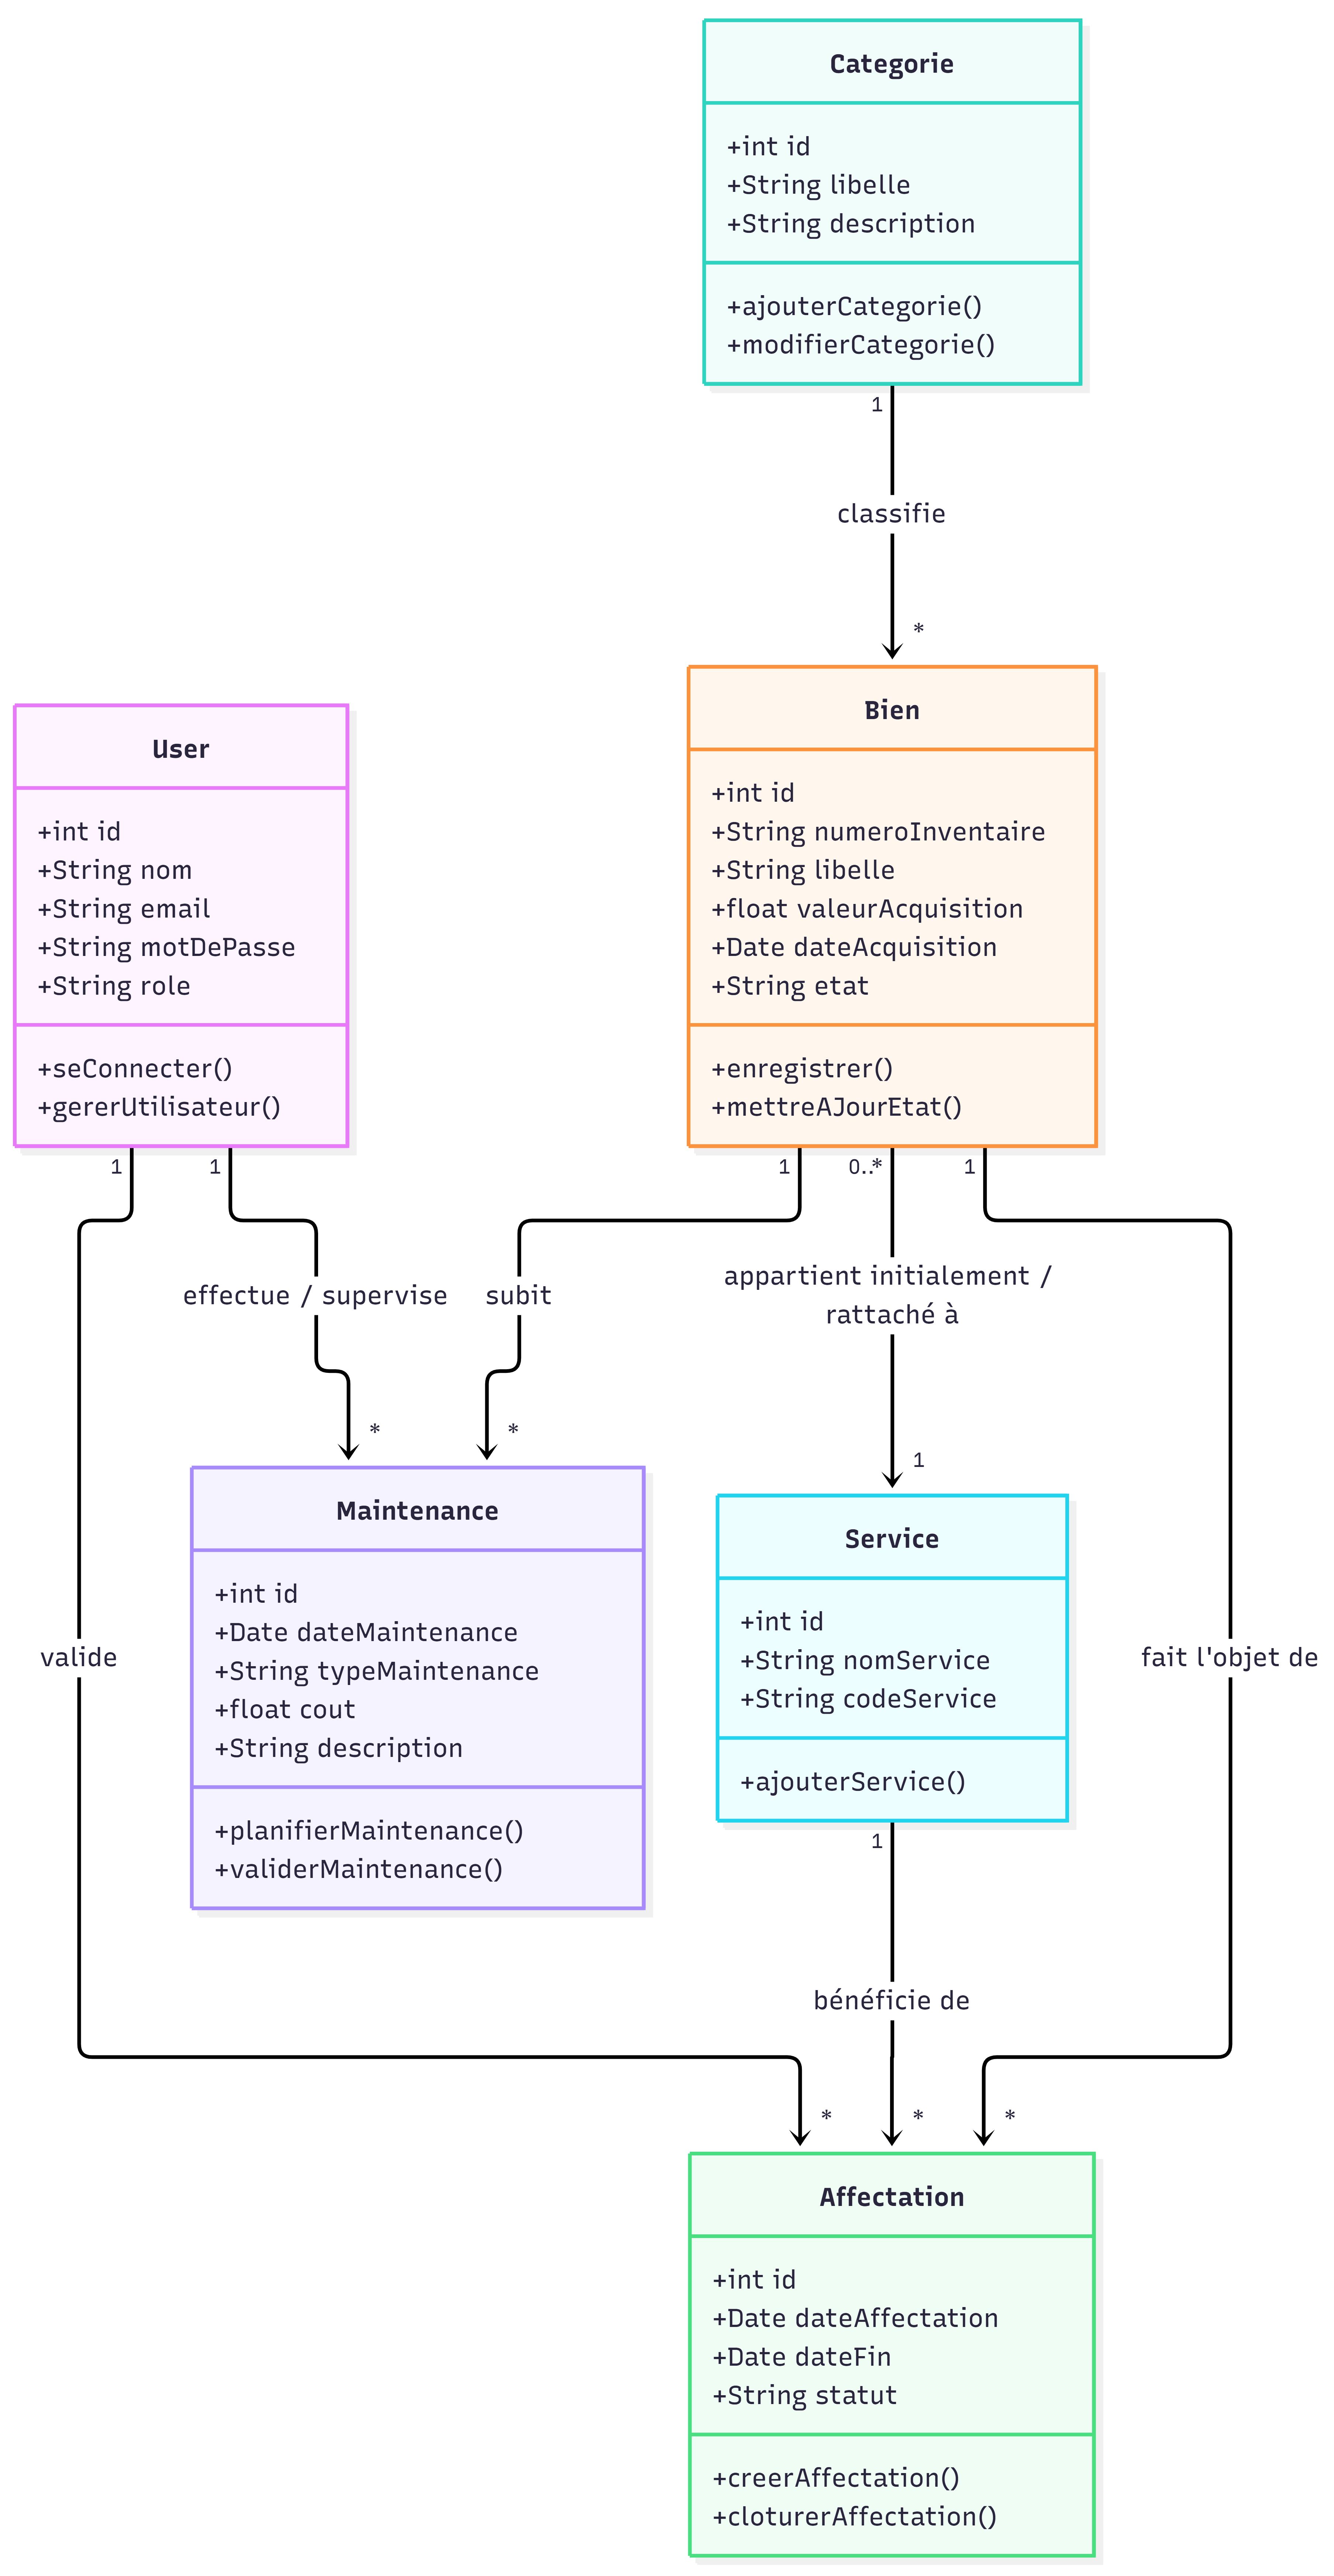 Categorie
+int id
+String libelle
+String description
+ajouterCategorie()
+modifierCategorie()
1
classifie
*
User
+int id
+String nom
+String email
+String motDePasse
+String role
+seConnecter()
+gererUtilisateur()
Bien
+int id
+String numeroInventaire
+String libelle
+float valeurAcquisition
+Date dateAcquisition
+String etat
+enregistrer()
+mettreAJourEtat()
1
1
1
0..*
1
effectue / supervise
subit
appartient initialement /
rattaché à
*
*
1
Maintenance
+int id
+Date dateMaintenance
+String typeMaintenance
+float cout
+String description
+planifierMaintenance()
+validerMaintenance()
Service
+int id
+String nomService
+String codeService
+ajouterService()
valide
fait l'objet de
1
bénéficie de
*
*
*
Affectation
+int id
+Date dateAffectation
+Date dateFin
+String statut
+creerAffectation()
+cloturerAffectation()